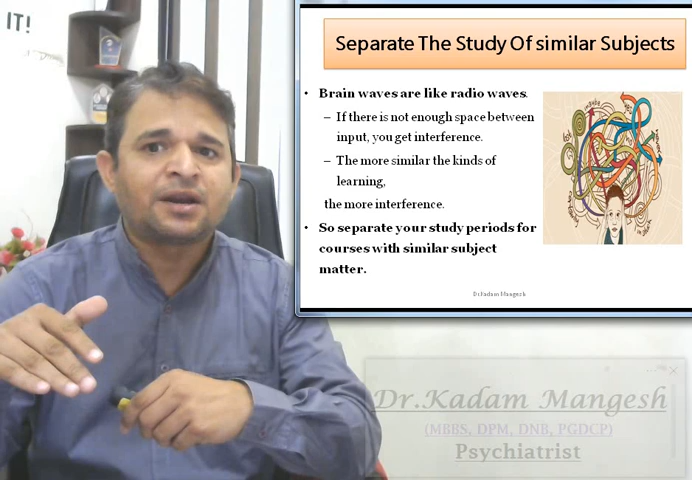 IT!
Separate The Study Of similar Subjects
• Brain waves are like radio waves.
– If there is not enough space between
input, you get interference.
– The more similar the kinds of
learning,
the more interference.
• So separate your study periods for
courses with similar subject
matter.
Dr.Kadam Mangesh
Dr.Kadam Mangesh
(MBBS, DPM, DNB, PGDCP)
Psychiatrist